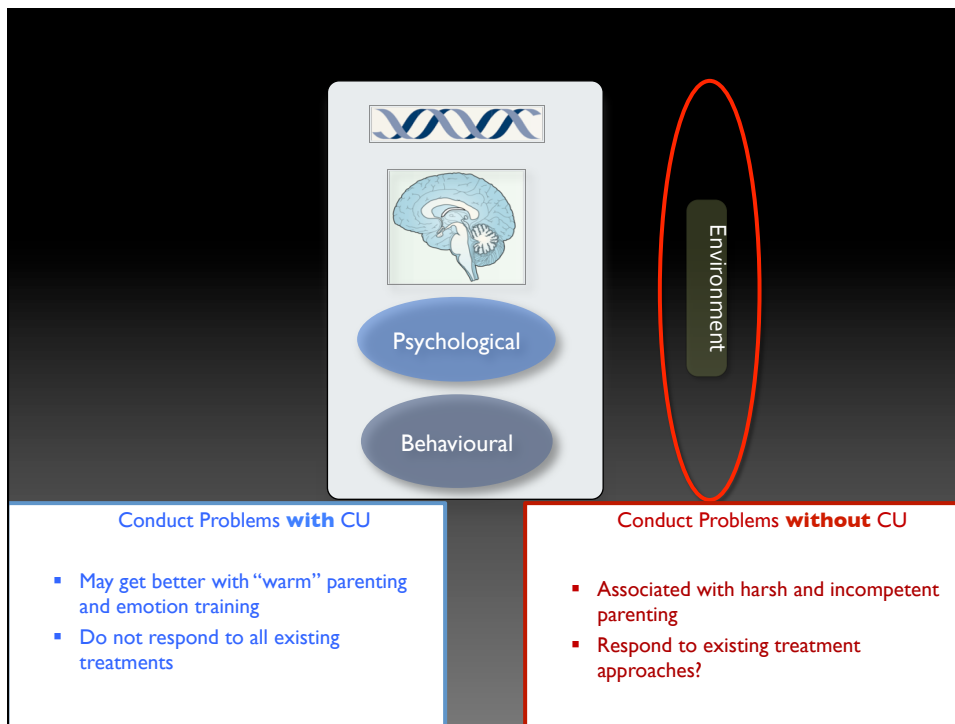 Environment
Psychological
Behavioural
Conduct Problems with CU
▪ May get better with “warm” parenting
and emotion training
▪ Do not respond to all existing
treatments
Conduct Problems without CU
▪ Associated with harsh and incompetent
parenting
▪ Respond to existing treatment
approaches?